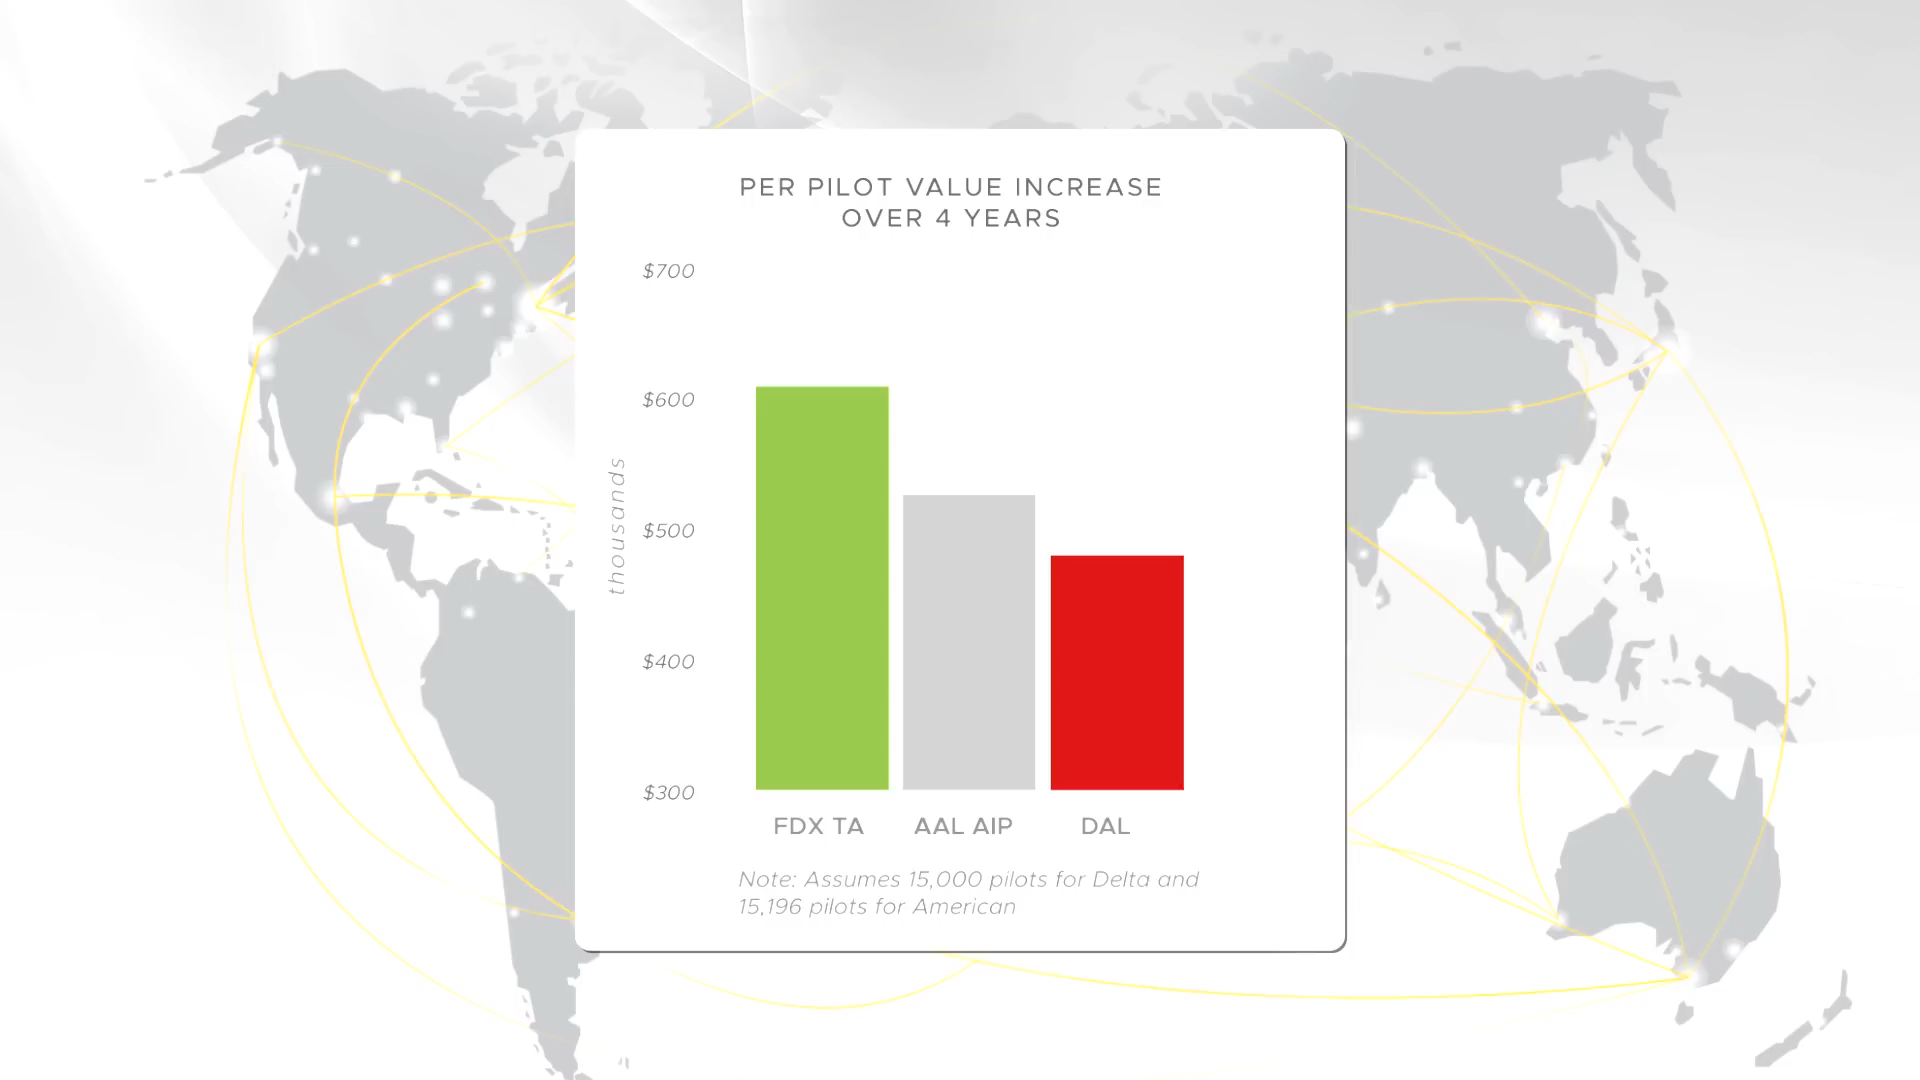 PER PILOT VALUE INCREASE
OVER 4 YEARS
$700
$600
$500
$400
$300
thousands
FDX TA
AAL AIP
DAL
Note: Assumes 15,000 pilots for Delta and
15,196 pilots for American